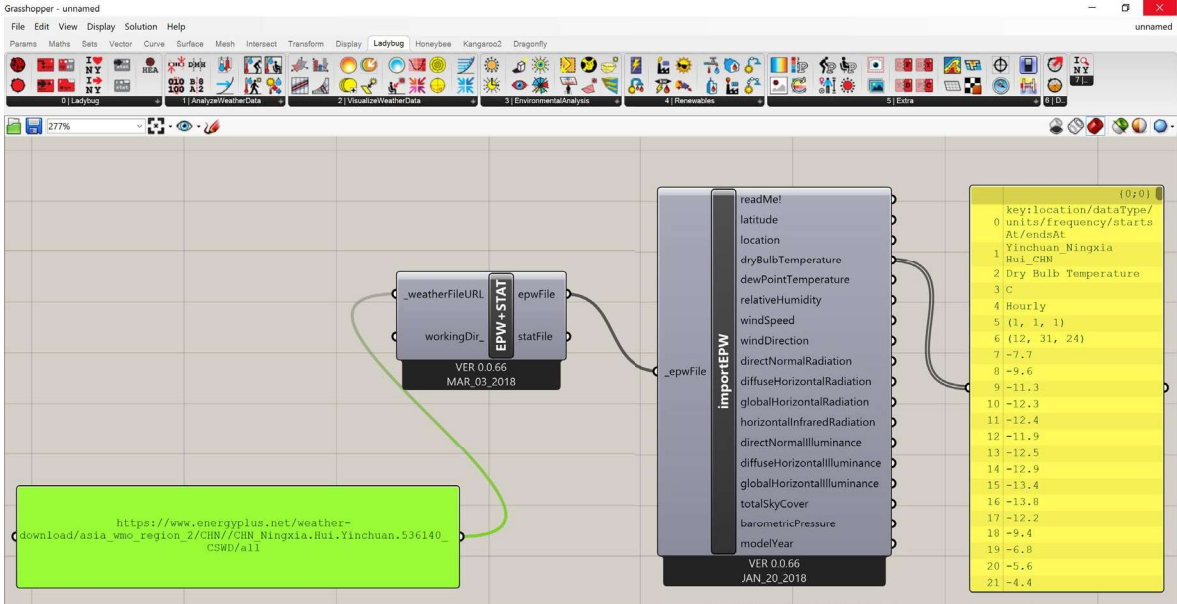 Grasshopper - unnamed
File Edit View Display Solution Help
unnamed
Params Maths Sets Vector Curve Surface Mesh Intersect Transform Display Ladybug Honeybee Kangaroo2 Dragonfly
0 | Ladybug
1 | AnalyzeWeatherData
2 | VisualizeWeatherData
3 | EnvironmentalAnalysis
4 | Renewables
5 | Extra
6 | D...
7 |..
277%
_weatherFileURL
workingDir_
EPW+STAT
epwFile
statFile
VER 0.0.66
MAR_03_2018
https://www.energyplus.net/weather-
download/asia_wmo_region_2/CHN//CHN_Ningxia.Hui.Yinchuan.536140_
CSWD/all
_epwFile
importEPW
readMe!
latitude
location
dryBulbTemperature
dewPointTemperature
relativeHumidity
windSpeed
windDirection
directNormalRadiation
diffuseHorizontalRadiation
globalHorizontalRadiation
horizontalInfraredRadiation
directNormalIlluminance
diffuseHorizontalIlluminance
globalHorizontalIlluminance
totalSkyCover
barometricPressure
modelYear
VER 0.0.66
JAN_20_2018
{0;0}
key:location/dataType/
0 units/frequency/starts
At/endsAt
1 Yinchuan_Ningxia
Hui_CHN
2 Dry Bulb Temperature
3 C
4 Hourly
5 (1, 1, 1)
6 (12, 31, 24)
7 -7.7
8 -9.6
9 -11.3
10 -12.3
11 -12.4
12 -11.9
13 -12.5
14 -12.9
15 -13.4
16 -13.8
17 -12.2
18 -9.4
19 -6.8
20 -5.6
21 -4.4